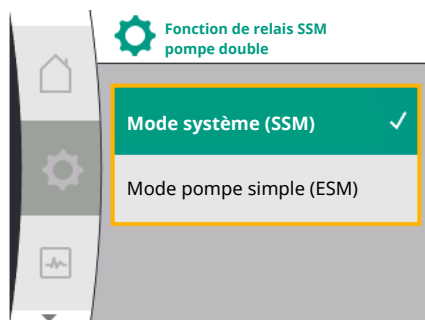 Fonction de relais SSM
pompe double
Mode système (SSM)
Mode pompe simple (ESM)